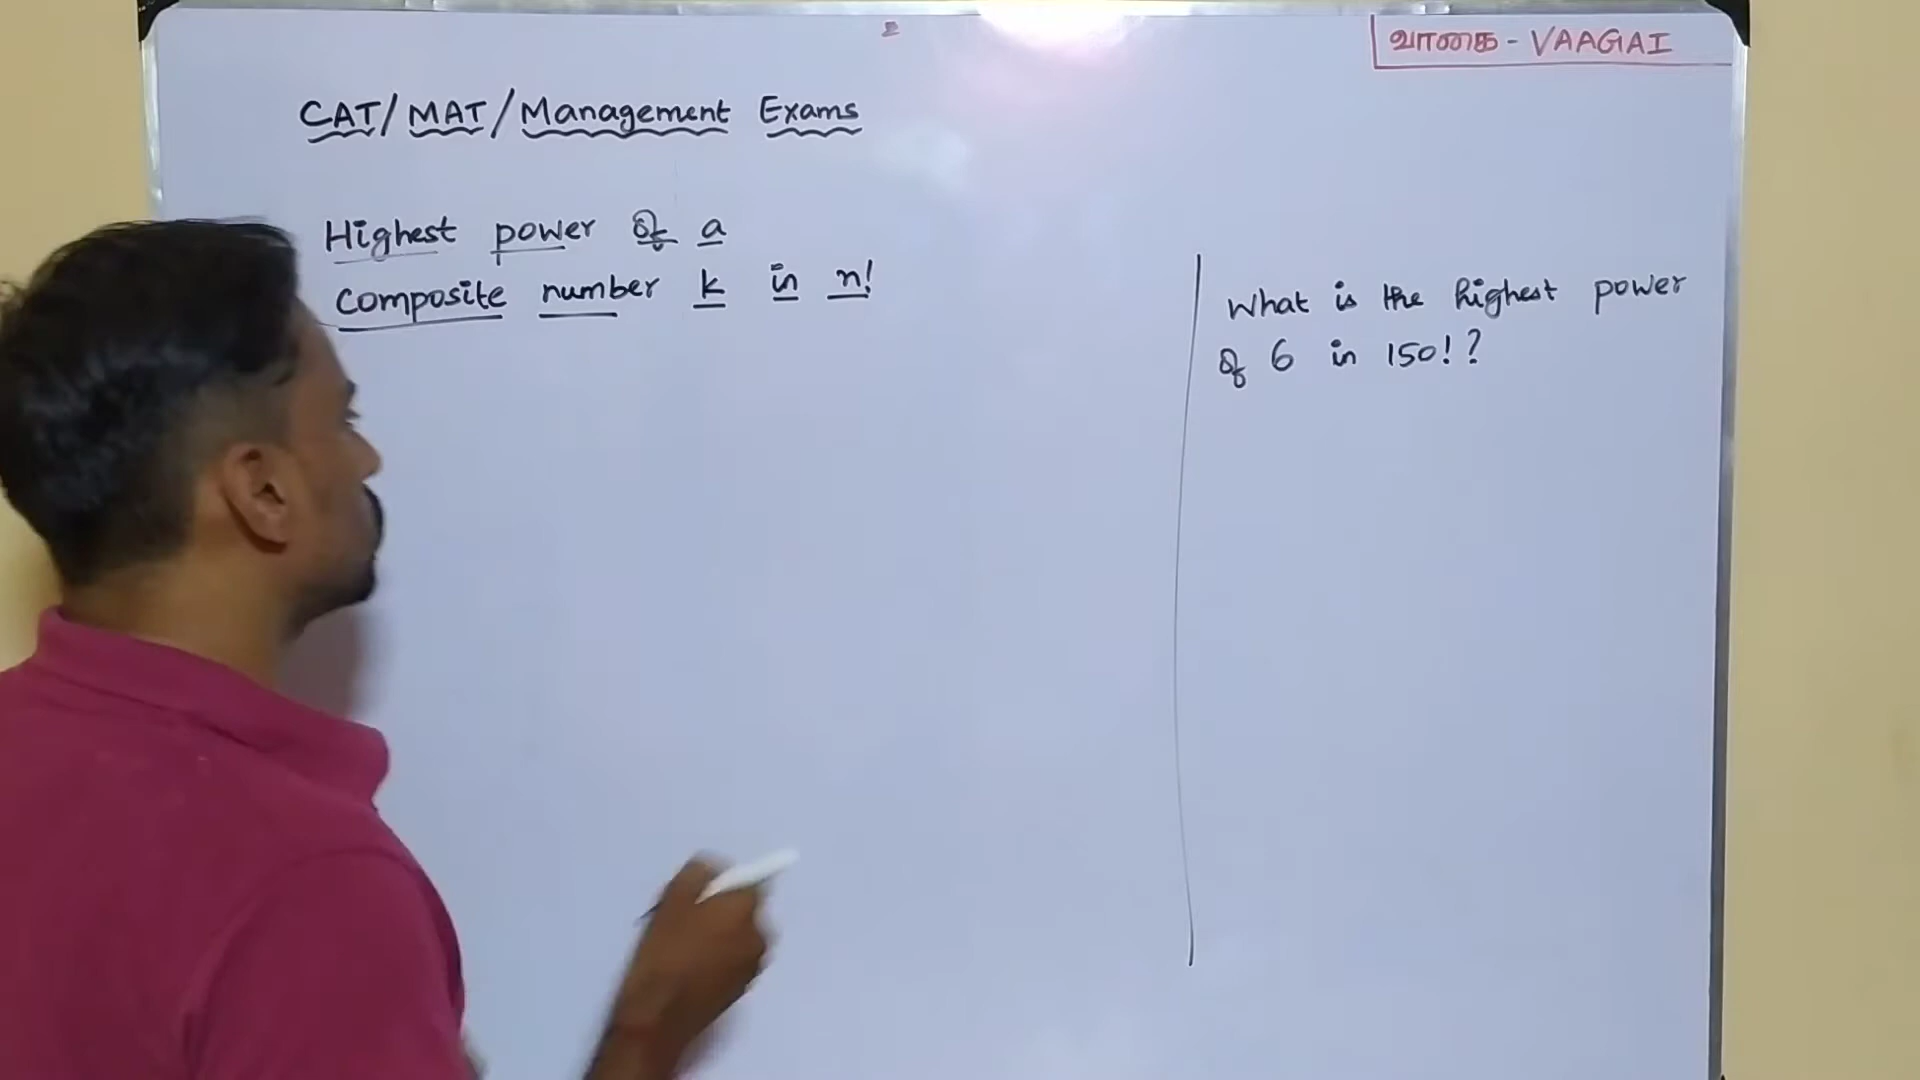 வாகை - VAAGAI
CAT/MAT/Management Exams
Highest power of a
composite number k in n!
What is the highest power
of 6 in 150!?